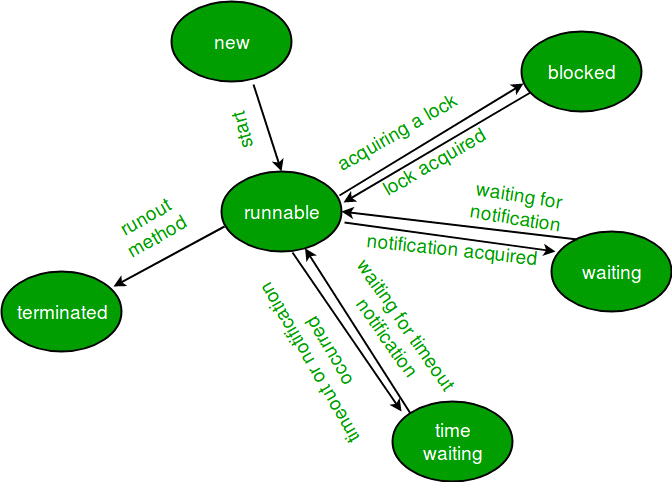 new
blocked
start
acquiring a lock
lock acquired
runnable
waiting for
notification
notification acquired
waiting
runout
method
terminated
timeout or notification
occurred
waiting for timeout
notification
time
waiting